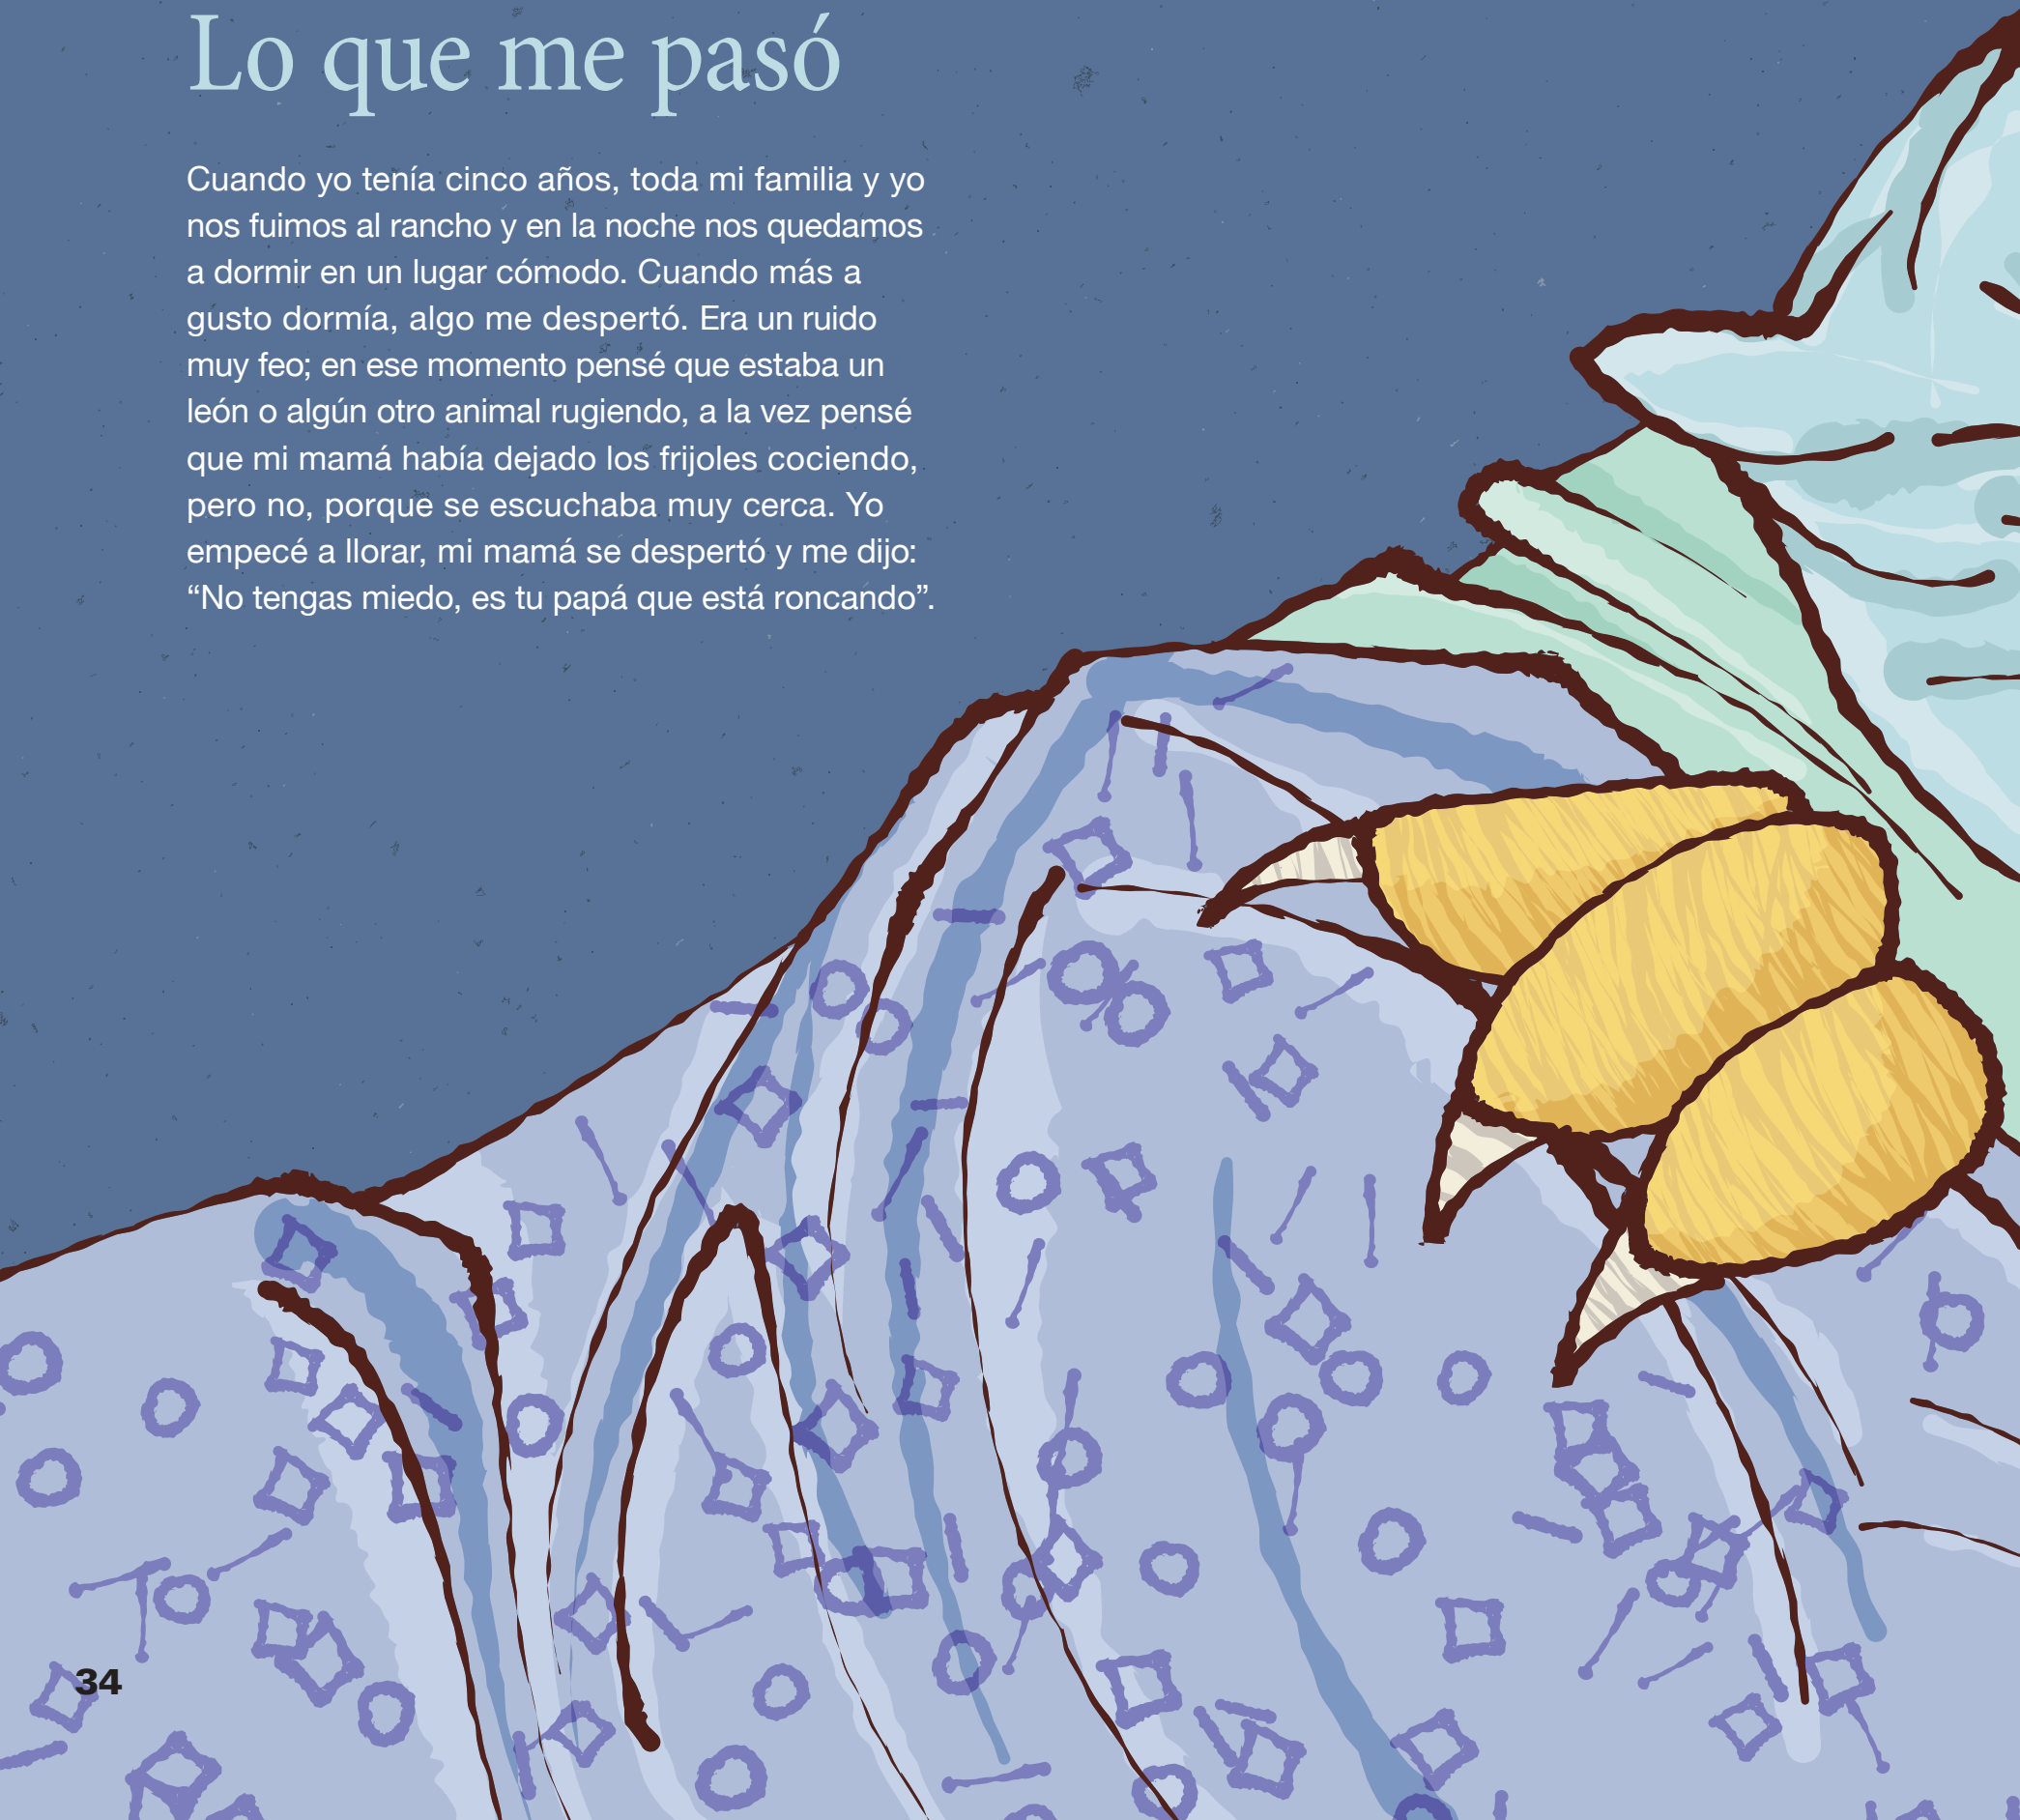 Lo que me pasó
Cuando yo tenía cinco años, toda mi familia y yo
nos fuimos al rancho y en la noche nos quedamos
a dormir en un lugar cómodo. Cuando más a
gusto dormía, algo me despertó. Era un ruido
muy feo; en ese momento pensé que estaba un
león o algún otro animal rugiendo, a la vez pensé
que mi mamá había dejado los frijoles cociendo,
pero no, porque se escuchaba muy cerca. Yo
empecé a llorar, mi mamá se despertó y me dijo:
“No tengas miedo, es tu papá que está roncando”.
34